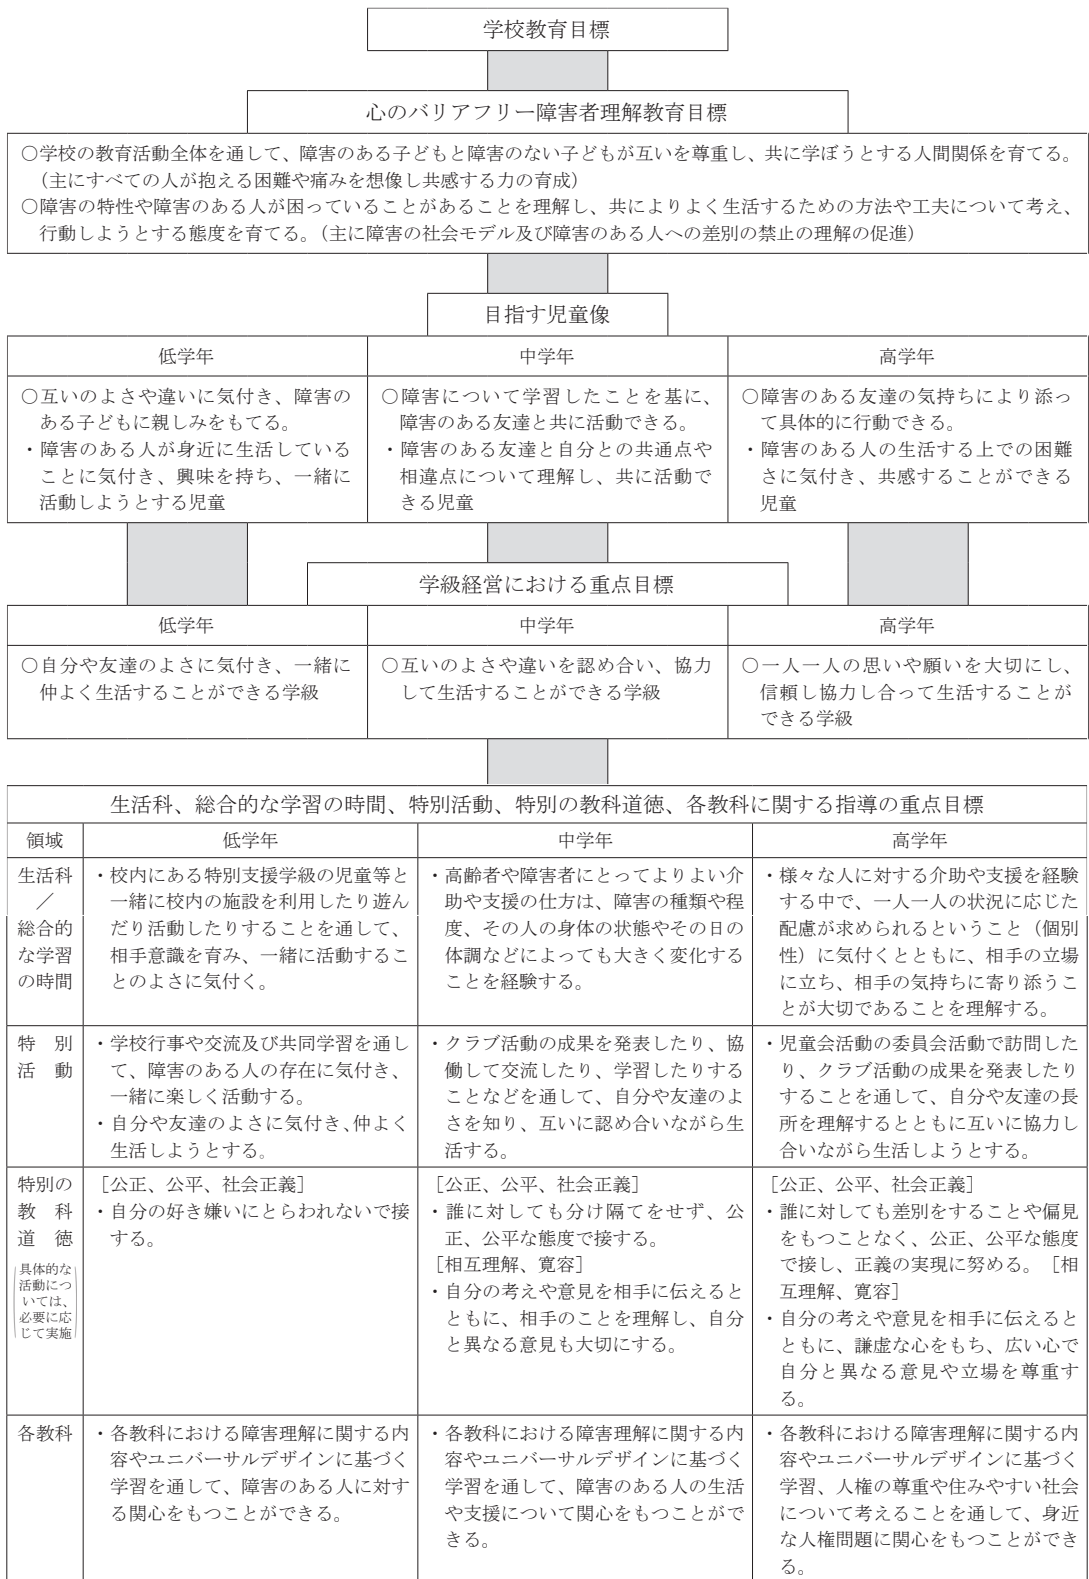 学校教育目標
心のバリアフリー障害者理解教育目標
○学校の教育活動全体を通して、障害のある子どもと障害のない子どもが互いを尊重し、共に学ぼうとする人間関係を育てる。
（主にすべての人が抱える困難や痛みを想像し共感する力の育成）
○障害の特性や障害のある人が困っていることがあることを理解し、共によりよく生活するための方法や工夫について考え、
行動しようとする態度を育てる。（主に障害の社会モデル及び障害のある人への差別の禁止の理解の促進）
目指す児童像
低学年
○互いのよさや違いに気付き、障害の
ある子どもに親しみをもてる。
・障害のある人が身近に生活している
ことに気付き、興味を持ち、一緒に
活動しようとする児童
中学年
○障害について学習したことを基に、
障害のある友達と共に活動できる。
・障害のある友達と自分との共通点や
相違点について理解し、共に活動で
きる児童
高学年
○障害のある友達の気持ちにより添っ
て具体的に行動できる。
・障害のある人の生活する上での困難
さに気付き、共感することができる
児童
学級経営における重点目標
低学年
○自分や友達のよさに気付き、一緒に
仲よく生活することができる学級
中学年
○互いのよさや違いを認め合い、協力
して生活することができる学級
高学年
○一人一人の思いや願いを大切にし、
信頼し協力し合って生活することが
できる学級
生活科、総合的な学習の時間、特別活動、特別の教科道徳、各教科に関する指導の重点目標
領域
低学年
中学年
高学年
生活科
／
総合的
な学習
の時間
・校内にある特別支援学級の児童等と
一緒に校内の施設を利用したり遊ん
だり活動したりすることを通して、
相手意識を育み、一緒に活動するこ
とのよさに気付く。
・高齢者や障害者にとってよりよい介
助や支援の仕方は、障害の種類や程
度、その人の身体の状態やその日の
体調などによっても大きく変化する
ことを経験する。
・様々な人に対する介助や支援を経験
する中で、一人一人の状況に応じた
配慮が求められるということ（個別
性）に気付くとともに、相手の立場
に立ち、相手の気持ちに寄り添うこ
とが大切であることを理解する。
特　別
活　動
・学校行事や交流及び共同学習を通し
て、障害のある人の存在に気付き、
一緒に楽しく活動する。
・自分や友達のよさに気付き､仲よく
生活しようとする。
・クラブ活動の成果を発表したり、協
働して交流したり、学習したりする
ことなどを通して、自分や友達のよ
さを知り、互いに認め合いながら生
活する。
・児童会活動の委員会活動で訪問した
り、クラブ活動の成果を発表したり
することを通して、自分や友達の長
所を理解するとともに互いに協力し
合いながら生活しようとする。
特別の
教　科
道　徳
（具体的な
活動につ
いては、
必要に応
じて実施）
［公正、公平、社会正義］
・自分の好き嫌いにとらわれないで接
する。
［公正、公平、社会正義］
・誰に対しても分け隔てをせず、公
正、公平な態度で接する。
［相互理解、寛容］
・自分の考えや意見を相手に伝えると
ともに、相手のことを理解し、自分
と異なる意見も大切にする。
［公正、公平、社会正義］
・誰に対しても差別をすることや偏見
をもつことなく、公正、公平な態度
で接し、正義の実現に努める。［相
互理解、寛容］
・自分の考えや意見を相手に伝えると
ともに、謙虚な心をもち、広い心で
自分と異なる意見や立場を尊重す
る。
各教科
・各教科における障害理解に関する内
容やユニバーサルデザインに基づく
学習を通して、障害のある人に対す
る関心をもつことができる。
・各教科における障害理解に関する内
容やユニバーサルデザインに基づく
学習を通して、障害のある人の生活
や支援について関心をもつことがで
きる。
・各教科における障害理解に関する内
容やユニバーサルデザインに基づく
学習、人権の尊重や住みやすい社会
について考えることを通して、身近
な人権問題に関心をもつことができ
る。